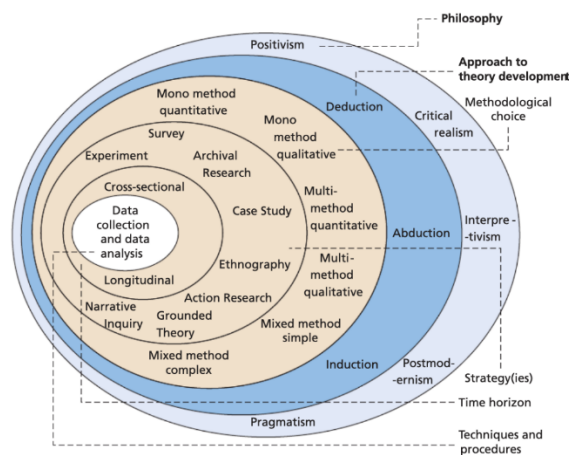 Philosophy
Positivism
Approach to
theory development
Mono method
quantitative
Deduction
Methodological
choice
Critical
realism
Mono
method
qualitative
Survey
Experiment
Archival
Research
Cross-sectional
Multi-
method
quantitative
Data
collection
and data
analysis
Case Study
Abduction
Interpre-
-tivism
Ethnography
Multi-
method
qualitative
Longitudinal
Action Research
Narrative
Inquiry
Grounded
Theory
Mixed method
simple
Mixed method
complex
Induction
Postmod-
-ernism
Strategy(ies)
Time horizon
Pragmatism
Techniques and
procedures